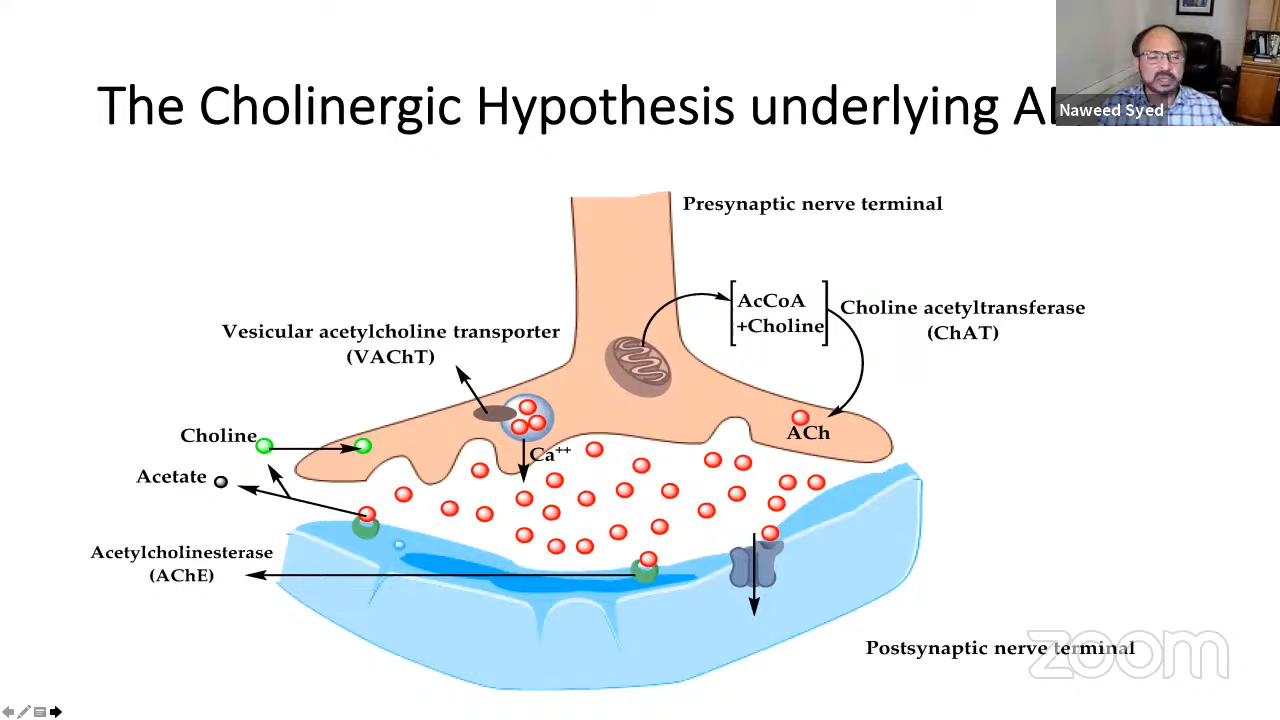 The Cholinergic Hypothesis underlying
Naweed Syed
Presynaptic nerve terminal
AcCoA
+Choline
Choline acetyltransferase
(ChAT)
Vesicular acetylcholine transporter
(VAChT)
ACh
Choline
Ca++
Acetate
Acetylcholinesterase
(AChE)
Postsynaptic nerve terminal
zoom